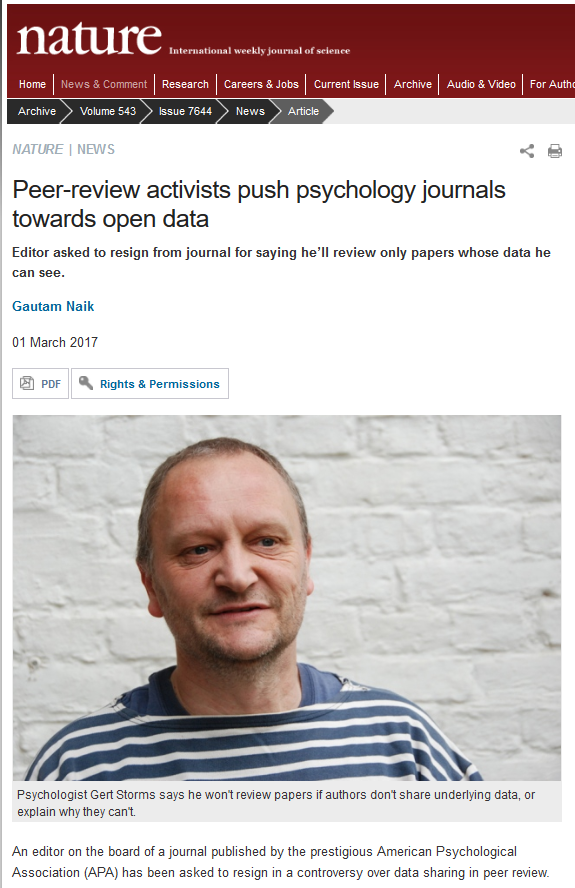 nature International weekly journal of science
Home News & Comment Research Careers & Jobs Current Issue Archive Audio & Video For
Archive Volume 543 Issue 7644 News Article
NATURE | NEWS
Peer-review activists push psychology journals
towards open data
Editor asked to resign from journal for saying he'll review only papers whose data he
can see.
Gautam Naik
01 March 2017
PDF Rights & Permissions
Psychologist Gert Storms says he won't review papers if authors don't share underlying data, or
explain why they can't.
An editor on the board of a journal published by the prestigious American Psychological
Association (APA) has been asked to resign in a controversy over data sharing in peer review.